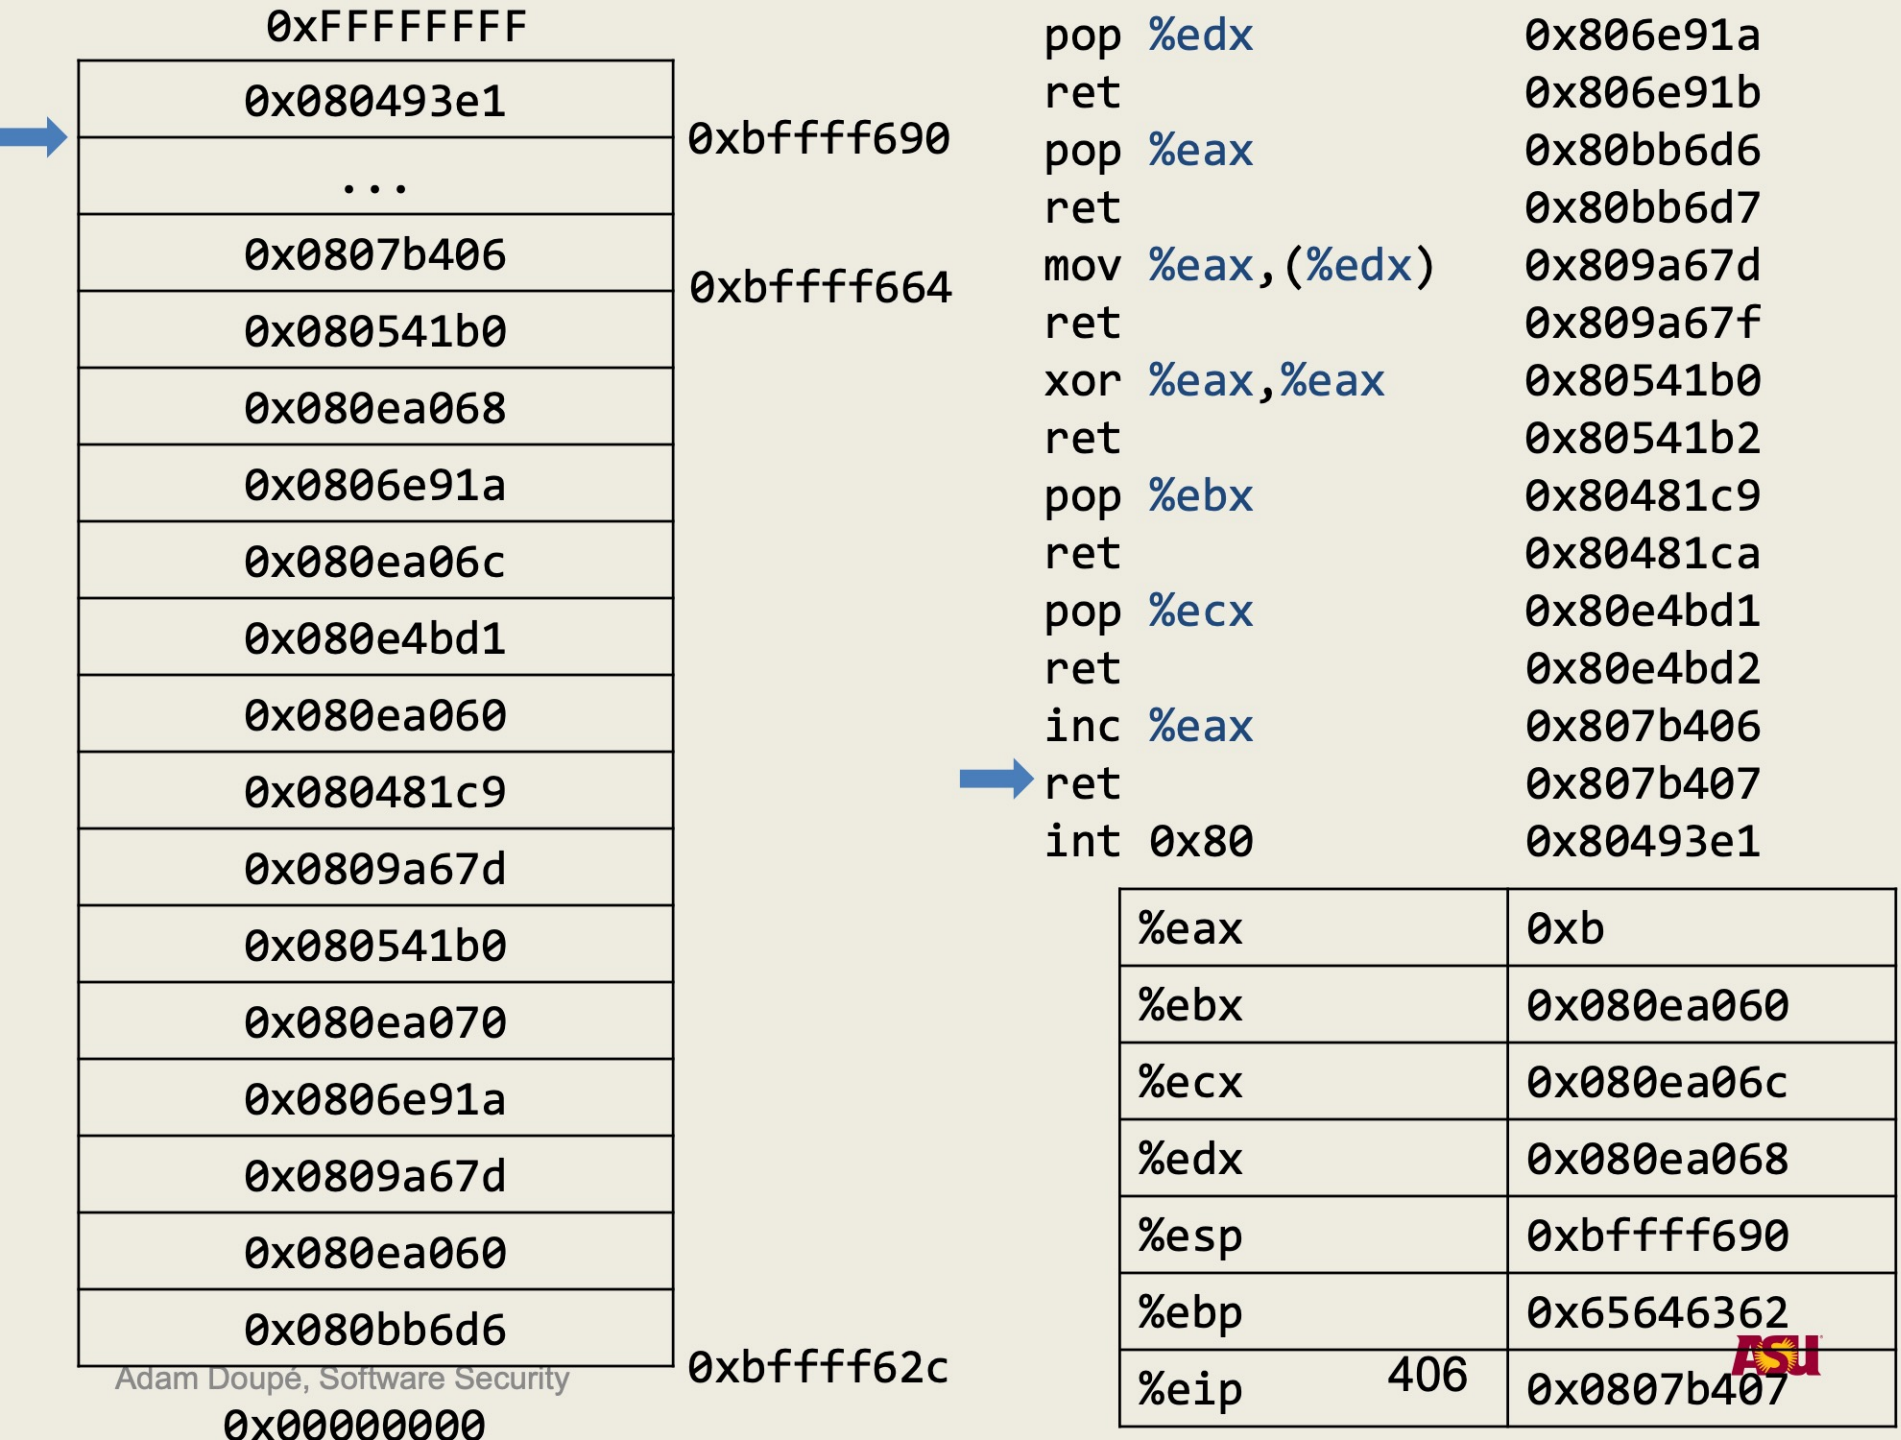 0xFFFFFFFF
0x080493e1
0xbffff690
...
0x0807b406
0xbffff664
0x080541b0
0x080ea068
0x0806e91a
0x080ea06c
0x080e4bd1
0x080ea060
0x080481c9
0x0809a67d
0x080541b0
0x080ea070
0x0806e91a
0x0809a67d
0x080ea060
0x080bb6d6
0xbffff62c
Adam Doupé, Software Security
0x00000000
pop %edx 0x806e91a
ret 0x806e91b
pop %eax 0x80bb6d6
ret 0x80bb6d7
mov %eax,(%edx) 0x809a67d
ret 0x809a67f
xor %eax,%eax 0x80541b0
ret 0x80541b2
pop %ebx 0x80481c9
ret 0x80481ca
pop %ecx 0x80e4bd1
ret 0x80e4bd2
inc %eax 0x807b406
ret 0x807b407
int 0x80 0x80493e1
%eax 0xb
%ebx 0x080ea060
%ecx 0x080ea06c
%edx 0x080ea068
%esp 0xbffff690
%ebp 0x65646362
%eip 0x0807b407
406
ASU